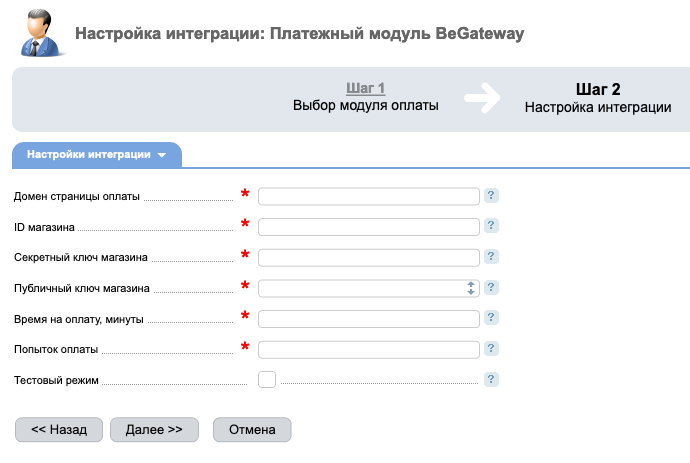 Настройка интеграции: Платежный модуль BeGateway
Шаг 1
Выбор модуля оплаты
Шаг 2
Настройка интеграции
Настройки интеграции
Домен страницы оплаты * ?
ID магазина * ?
Секретный ключ магазина * ?
Публичный ключ магазина * ?
Время на оплату, минуты * ?
Попыток оплаты * ?
Тестовый режим ?
<< Назад Далее >> Отмена